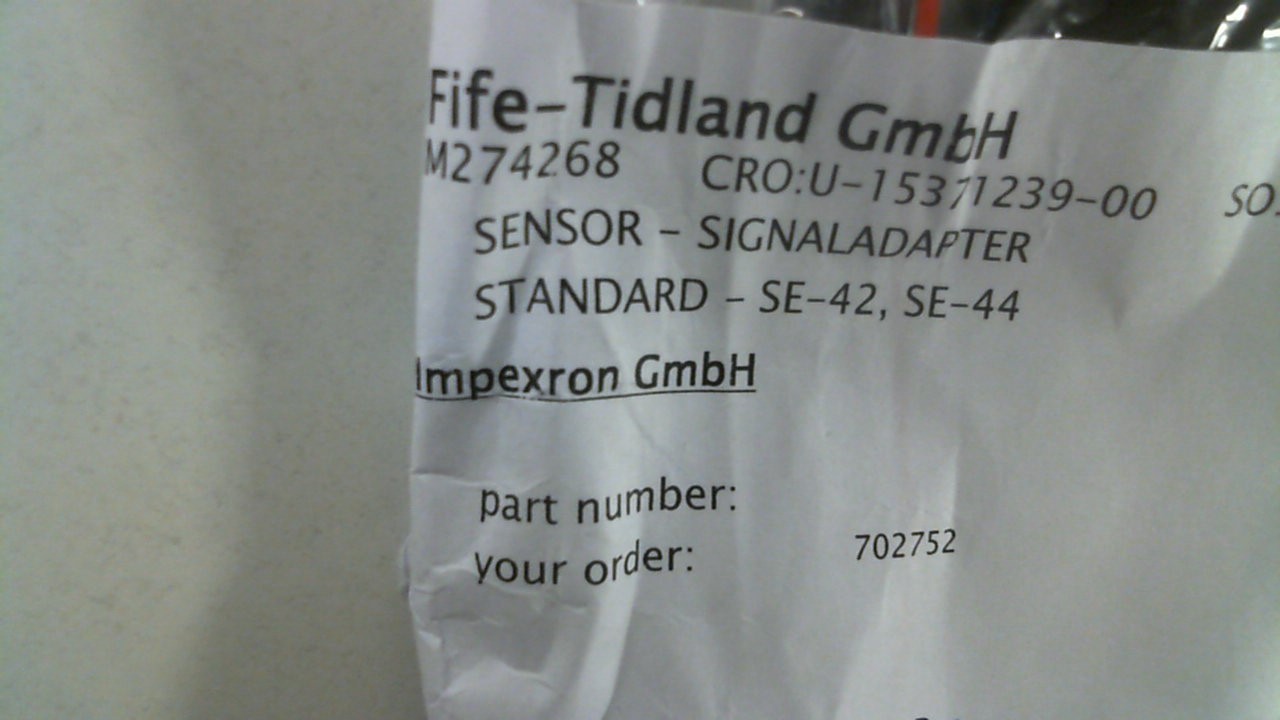 Fife-Tidland GmbH
M274268 CRO:U-15371239-00 SO
SENSOR - SIGNALADAPTER
STANDARD - SE-42, SE-44
Impexron GmbH
part number:
your order: 702752